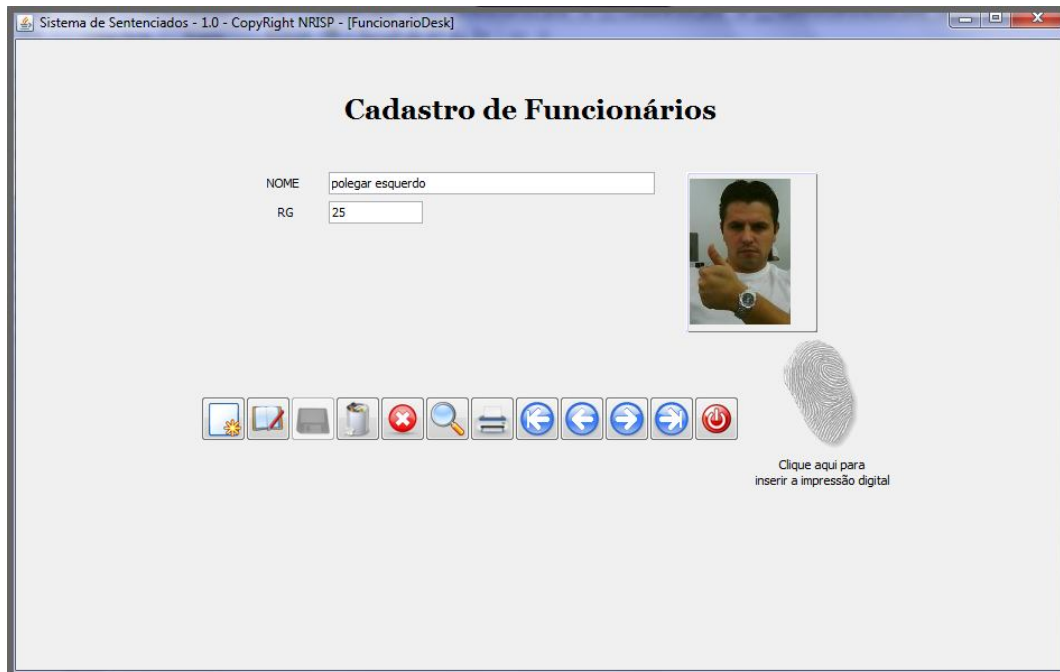 Sistema de Sentenciados - 1.0 - CopyRight NRISP - [FuncionarioDesk]
Cadastro de Funcionários
NOME polegar esquerdo
RG 25
Clique aqui para
inserir a impressão digital